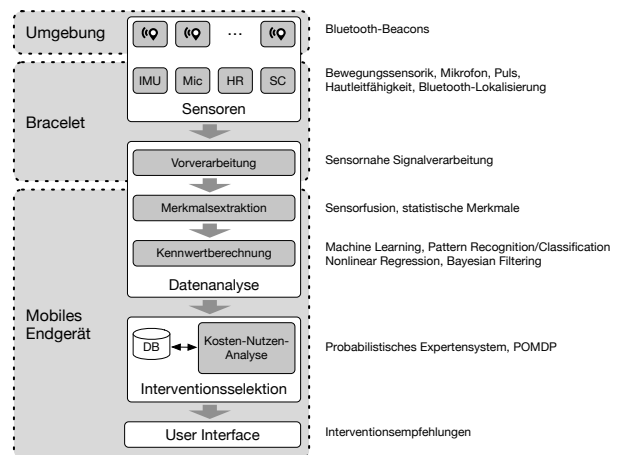 Umgebung
...
Bluetooth-Beacons
Bracelet
IMU Mic HR SC
Sensoren
Bewegungssensorik, Mikrofon, Puls,
Hautleitfähigkeit, Bluetooth-Lokalisierung
Vorverarbeitung
Sensornahe Signalverarbeitung
Merkmalsextraktion
Sensorfusion, statistische Merkmale
Kennwertberechnung
Machine Learning, Pattern Recognition/Classification
Nonlinear Regression, Bayesian Filtering
Datenanalyse
Mobiles
Endgerät
DB
Kosten-Nutzen-
Analyse
Probabilistisches Expertensystem, POMDP
Interventionsselektion
User Interface
Interventionsempfehlungen